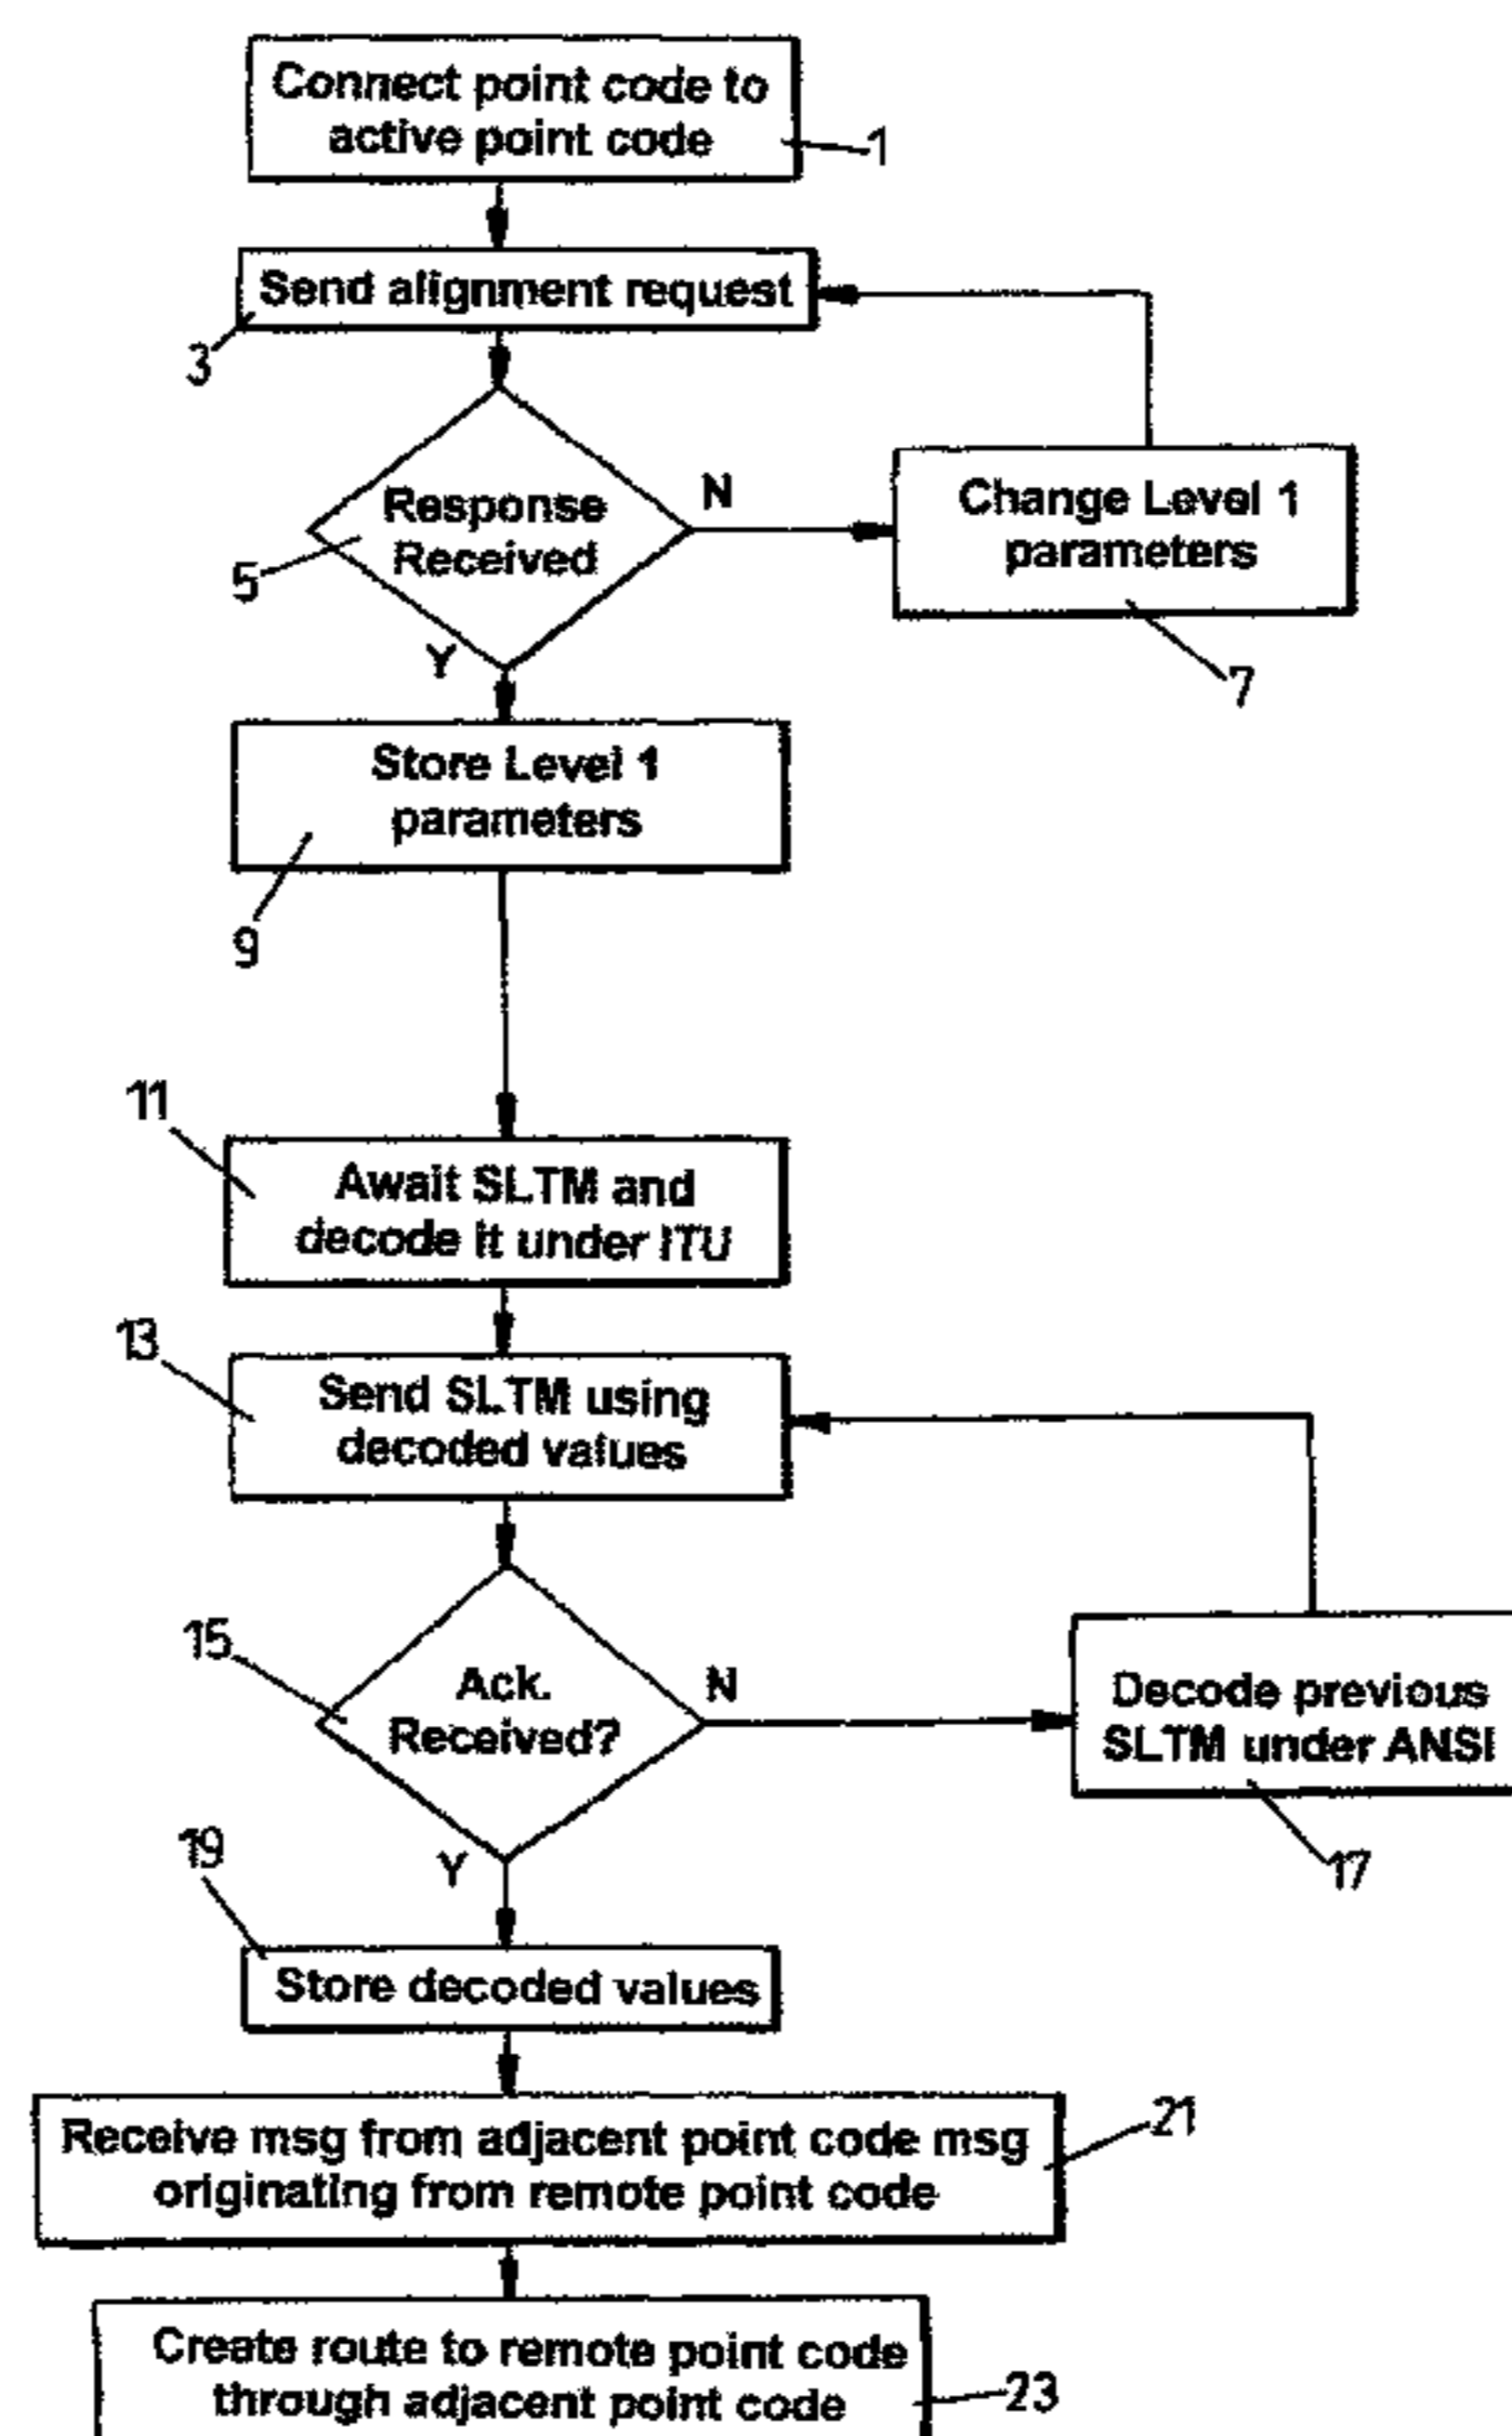 Connect point code to
active point code
1
Send alignment request
3
Response
Received
N
5
Y
Change Level 1
parameters
7
Store Level 1
parameters
9
11
Await SLTM and
decode it under ITU
13
Send SLTM using
decoded values
15
Ack.
Received?
N
Y
Decode previous
SLTM under ANSI
17
19
Store decoded values
Receive msg from adjacent point code msg
originating from remote point code
21
Create route to remote point code
through adjacent point code
23